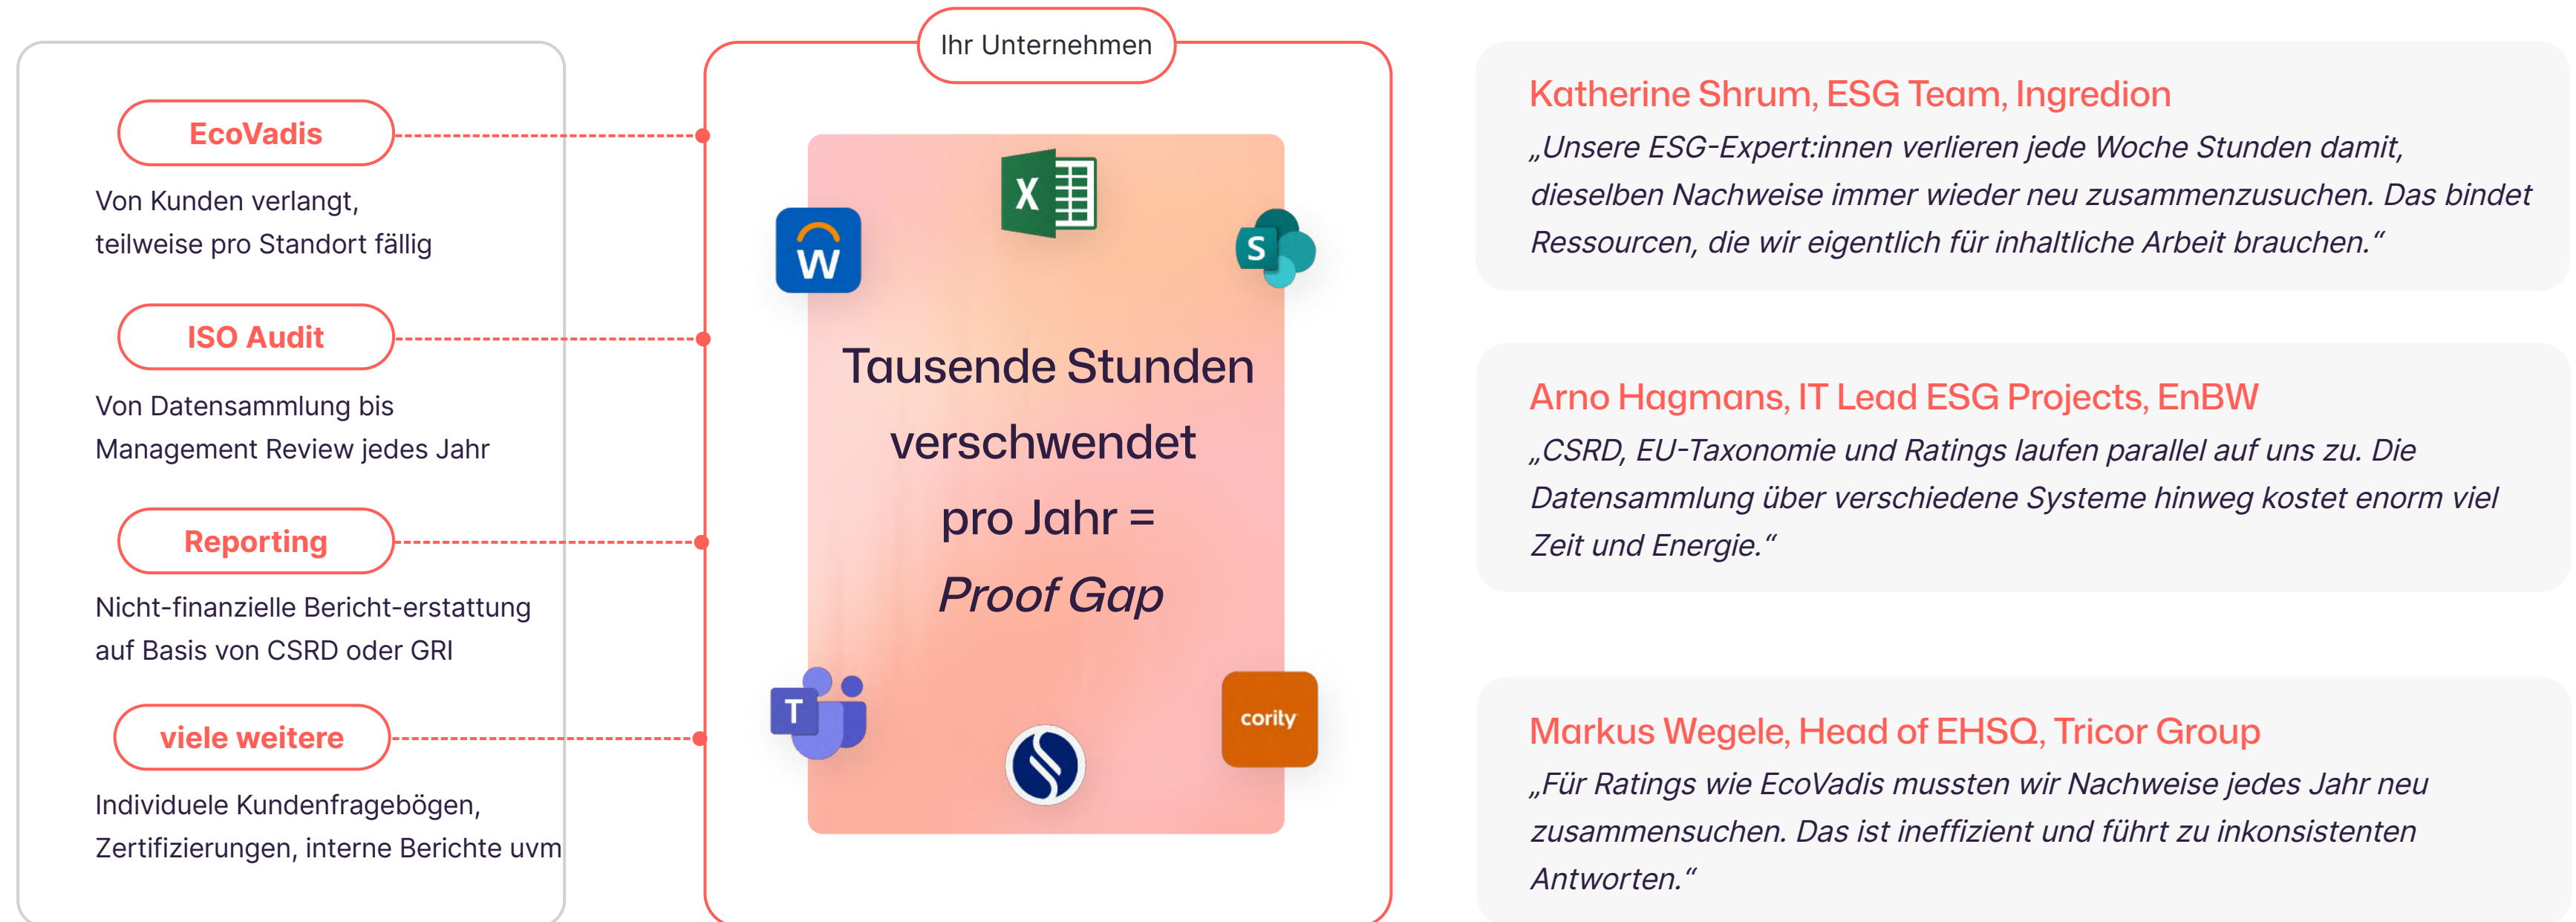 EcoVadis
Von Kunden verlangt,
teilweise pro Standort fällig
ISO Audit
Von Datensammlung bis
Management Review jedes Jahr
Reporting
Nicht-finanzielle Bericht-erstattung
auf Basis von CSRD oder GRI
viele weitere
Individuele Kundenfragebögen,
Zertifizierungen, interne Berichte uvm
Ihr Unternehmen
X
W
S
Tausende Stunden
verschwendet
pro Jahr =
Proof Gap
T
cority
Katherine Shrum, ESG Team, Ingredion
„Unsere ESG-Expert:innen verlieren jede Woche Stunden damit,
dieselben Nachweise immer wieder neu zusammenzusuchen. Das bindet
Ressourcen, die wir eigentlich für inhaltliche Arbeit brauchen.“
Arno Hagmans, IT Lead ESG Projects, EnBW
„CSRD, EU-Taxonomie und Ratings laufen parallel auf uns zu. Die
Datensammlung über verschiedene Systeme hinweg kostet enorm viel
Zeit und Energie.“
Markus Wegele, Head of EHSQ, Tricor Group
„Für Ratings wie EcoVadis mussten wir Nachweise jedes Jahr neu
zusammensuchen. Das ist ineffizient und führt zu inkonsistenten
Antworten.“